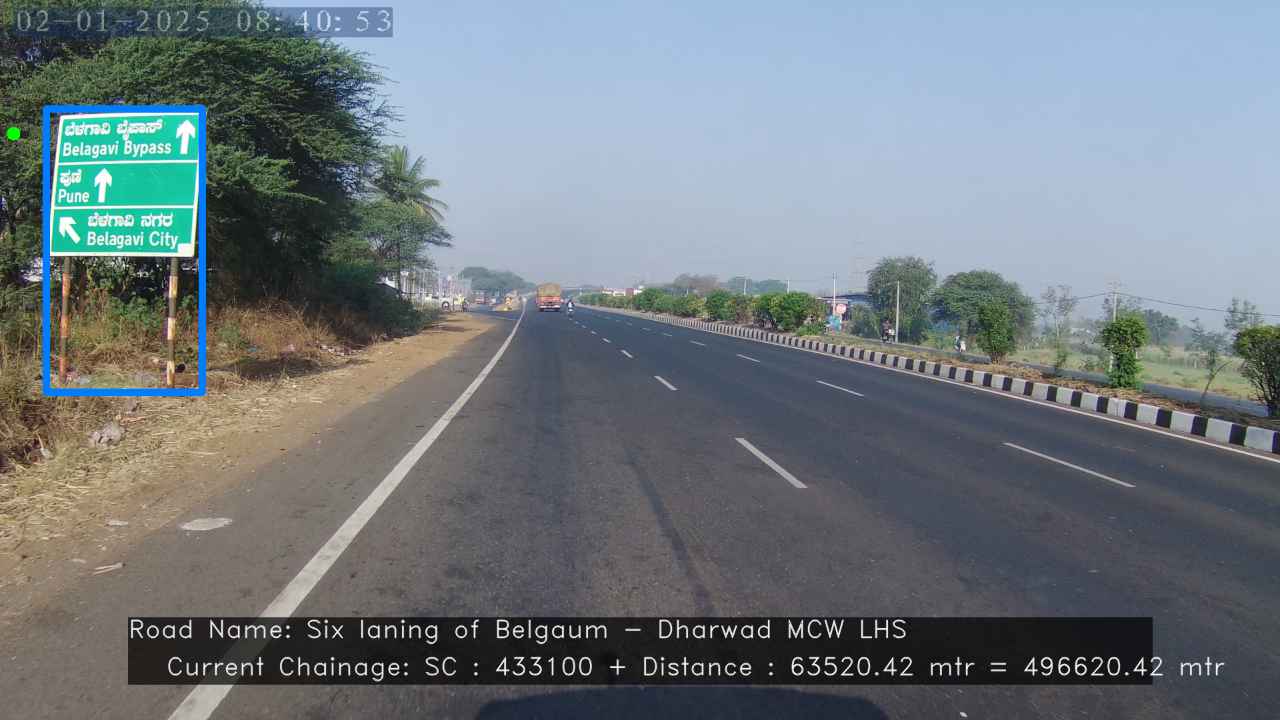 02-01-2025 08:40:53
ಬೆಳಗಾವಿ ಬೈಪಾಸ್
Belagavi Bypass
ಪುಣೆ
Pune
ಬೆಳಗಾವಿ ನಗರ
Belagavi City
Road Name: Six laning of Belgaum - Dharwad MCW LHS
Current Chainage: SC : 433100 + Distance : 63520.42 mtr = 496620.42 mtr